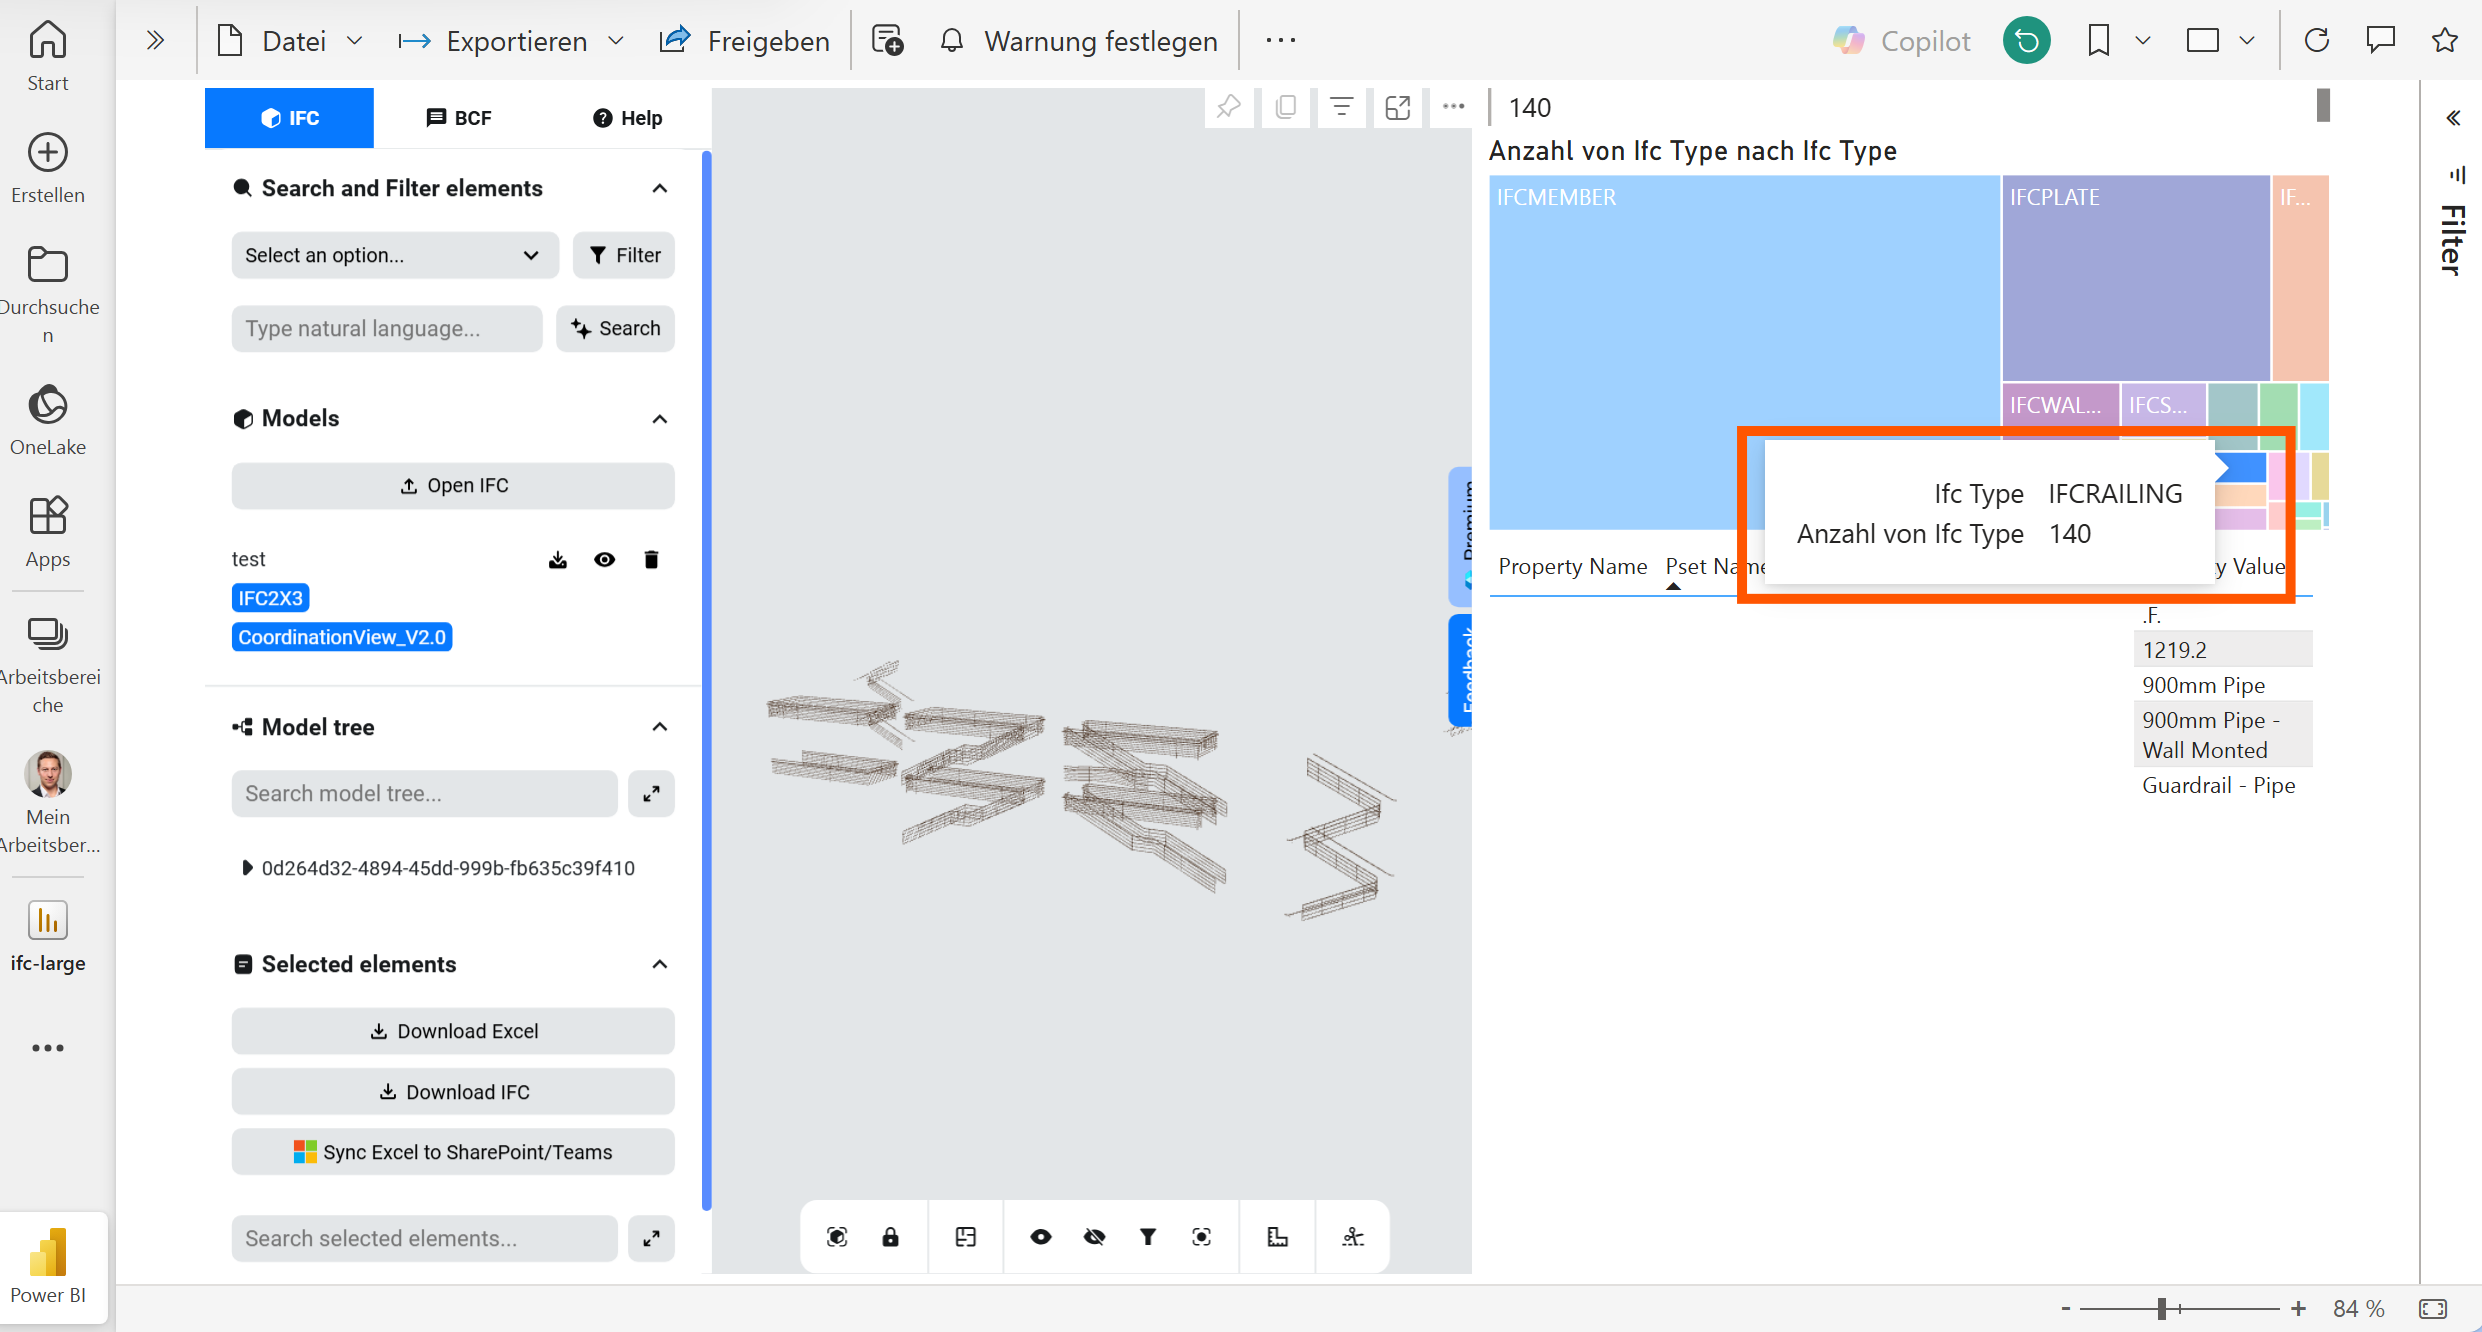 Datei
Exportieren
Freigeben
Warnung festlegen
Copilot
Start
Erstellen
Durchsuche
n
OneLake
Apps
Arbeitsberei
che
Mein
Arbeitsber...
ifc-large
Power BI
IFC
BCF
Help
Search and Filter elements
Select an option...
Filter
Type natural language...
Search
Models
Open IFC
test
IFC2X3
CoordinationView_V2.0
Model tree
Search model tree...
0d264d32-4894-45dd-999b-fb635c39f410
Selected elements
Download Excel
Download IFC
Sync Excel to SharePoint/Teams
Search selected elements...
Premium
Feedback
140
Anzahl von Ifc Type nach Ifc Type
IFCMEMBER
IFCPLATE
IF...
IFCWAL...
IFCS...
Ifc Type IFCRAILING
Anzahl von Ifc Type 140
Property Name Pset Name y Value
.F.
1219.2
900mm Pipe
900mm Pipe -
Wall Monted
Guardrail - Pipe
Filter
- + 84 %